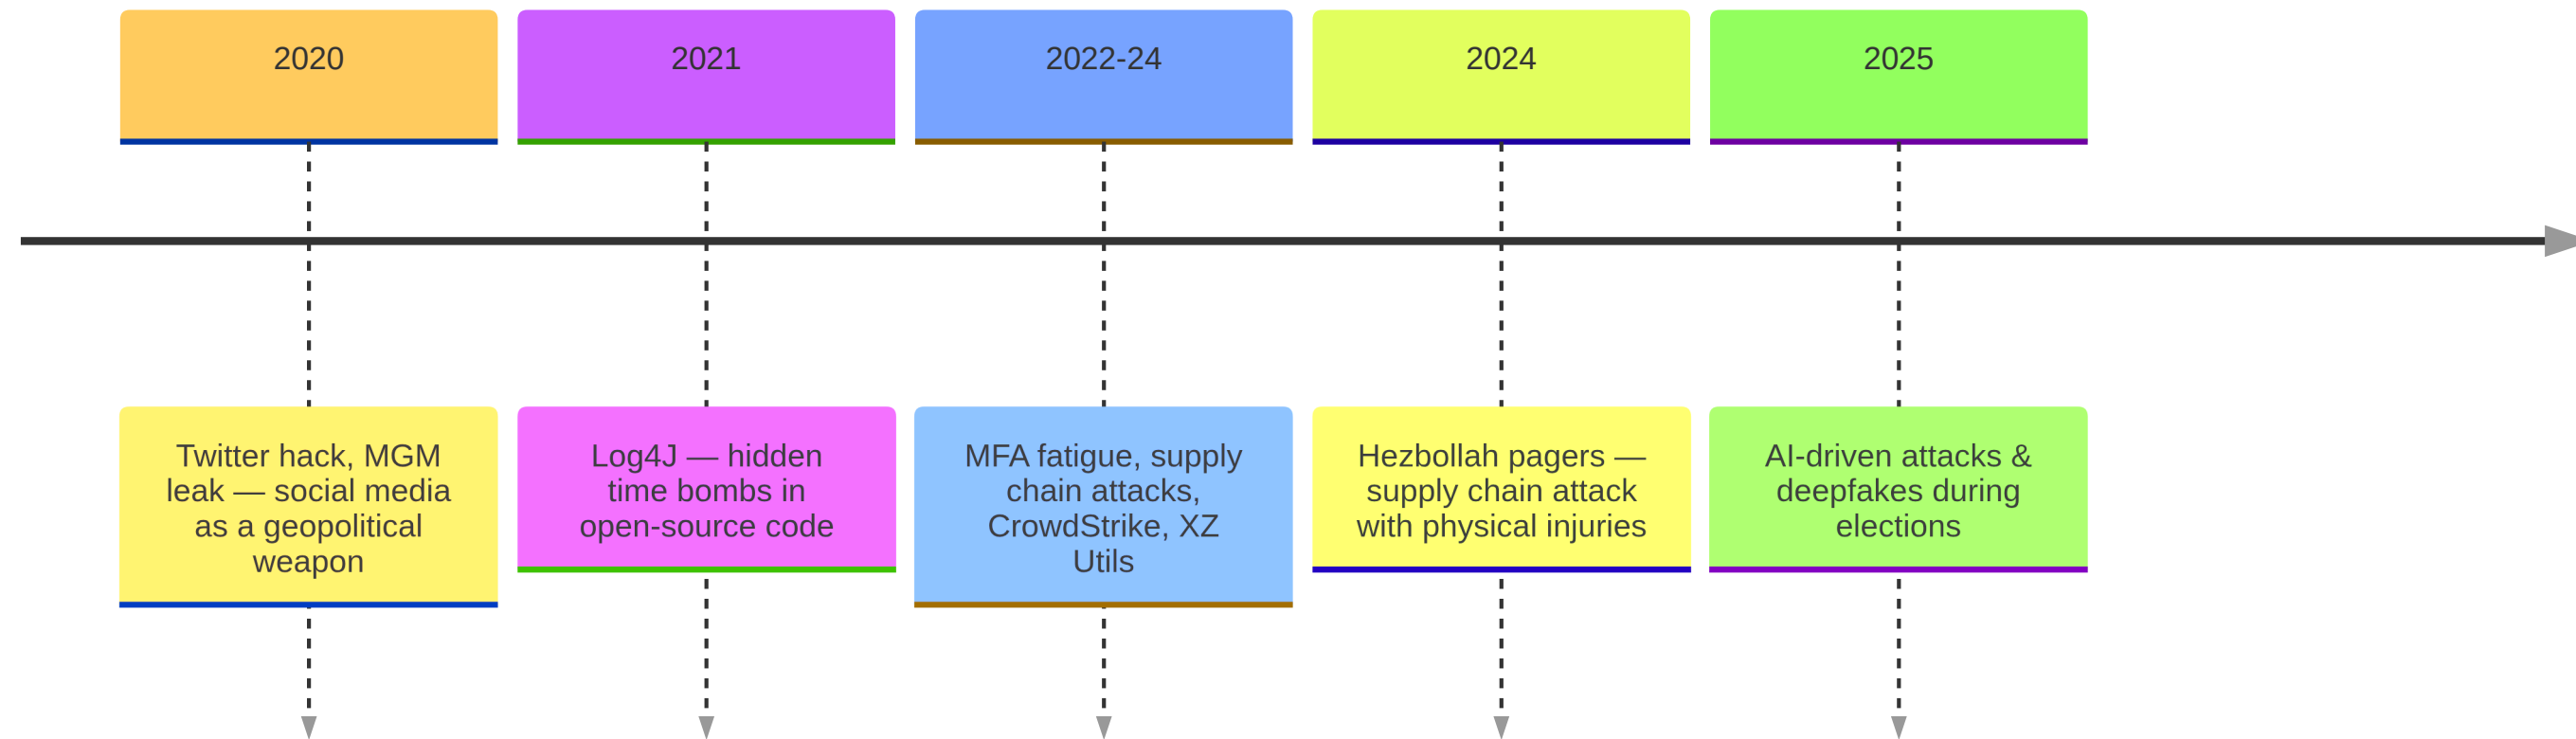 2020
2021
2022-24
2024
2025
Twitter hack, MGM
leak — social media
as a geopolitical
weapon
Log4J — hidden
time bombs in
open-source code
MFA fatigue, supply
chain attacks,
CrowdStrike, XZ
Utils
Hezbollah pagers —
supply chain attack
with physical injuries
AI-driven attacks &
deepfakes during
elections